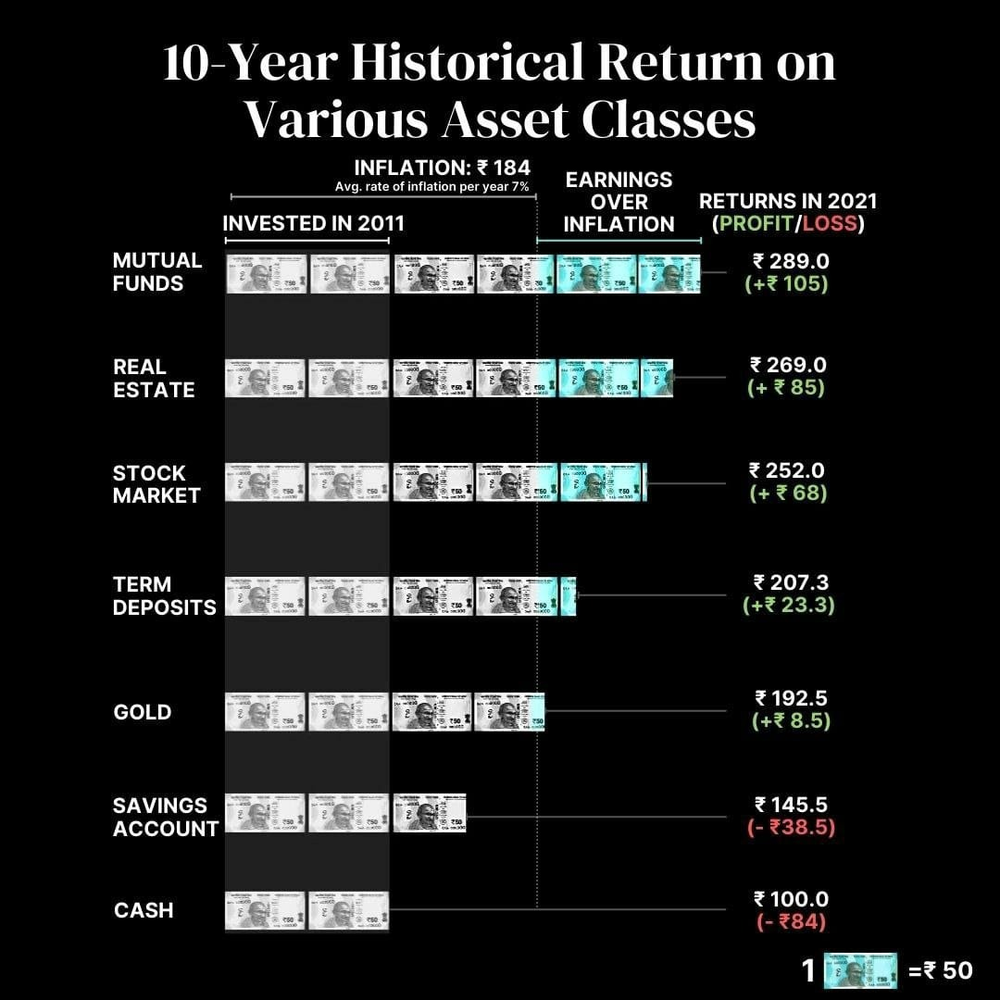 10-Year Historical Return on
Various Asset Classes
INFLATION: ₹ 184
Avg. rate of inflation per year 7%
EARNINGS
OVER
INFLATION
RETURNS IN 2021
(PROFIT/LOSS)
INVESTED IN 2011
MUTUAL
FUNDS
₹ 289.0
(+₹ 105)
REAL
ESTATE
₹ 269.0
(+ ₹ 85)
STOCK
MARKET
₹ 252.0
(+ ₹ 68)
TERM
DEPOSITS
₹ 207.3
(+₹ 23.3)
GOLD
₹ 192.5
(+₹ 8.5)
SAVINGS
ACCOUNT
₹ 145.5
(- ₹38.5)
CASH
₹ 100.0
(- ₹84)
1 =₹ 50